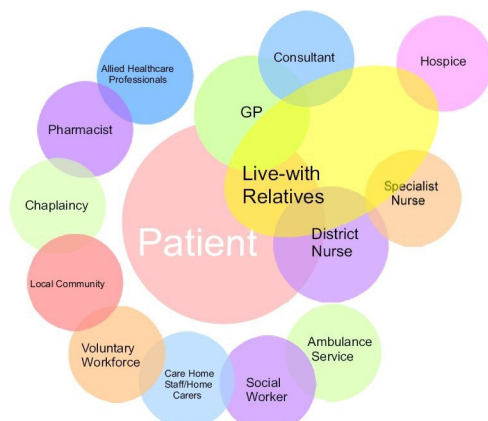 Consultant
Hospice
Allied Healthcare
Professionals
GP
Pharmacist
Live-with
Relatives
Specialist
Nurse
Chaplaincy
Patient
District
Nurse
Local Community
Voluntary
Workforce
Ambulance
Service
Care Home
Staff/Home
Carers
Social
Worker